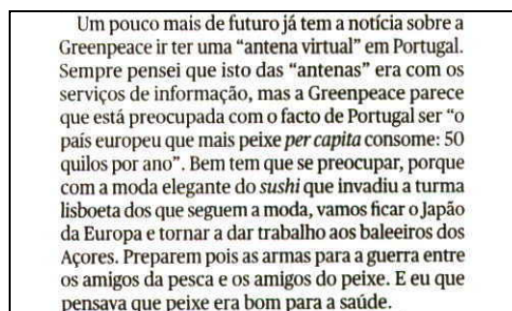 Um pouco mais de futuro já tem a notícia sobre a
Greenpeace ir ter uma “antena virtual” em Portugal.
Sempre pensei que isto das “antenas” era com os
serviços de informação, mas a Greenpeace parece
que está preocupada com o facto de Portugal ser “o
país europeu que mais peixe per capita consome: 50
quilos por ano”. Bem tem que se preocupar, porque
com a moda elegante do sushi que invadiu a turma
lisboeta dos que seguem a moda, vamos ficar o Japão
da Europa e tornar a dar trabalho aos baleeiros dos
Açores. Preparem pois as armas para a guerra entre
os amigos da pesca e os amigos do peixe. E eu que
pensava que peixe era bom para a saúde.